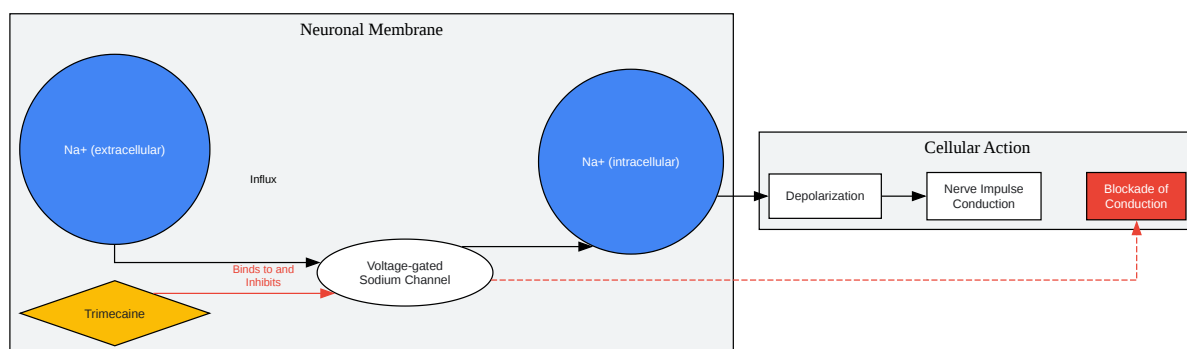 Neuronal Membrane
Na+ (extracellular)
Influx
Na+ (intracellular)
Binds to and
Inhibits
Voltage-gated
Sodium Channel
Trimecaine
Cellular Action
Depolarization
Nerve Impulse
Conduction
Blockade of
Conduction